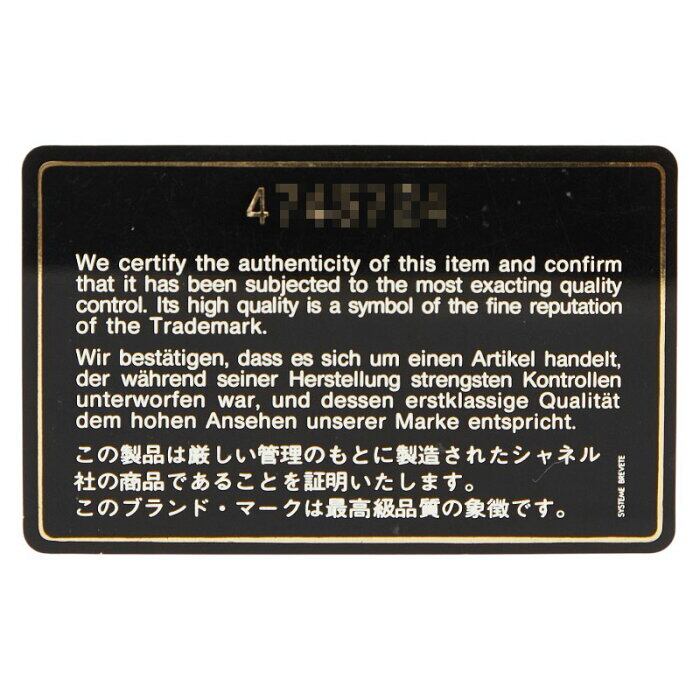 4
We certify the authenticity of this item and confirm
that it has been subjected to the most exacting quality
control. Its high quality is a symbol of the fine reputation
of the Trademark.
Wir bestätigen, dass es sich um einen Artikel handelt,
der während seiner Herstellung strengsten Kontrollen
unterworfen war, und dessen erstklassige Qualität
dem hohen Ansehen unserer Marke entspricht.
この製品は厳しい管理のもとに製造されたシャネル
社の商品であることを証明いたします。
このブランド・マークは最高級品質の象徴です。
SYSTEME BREVETE